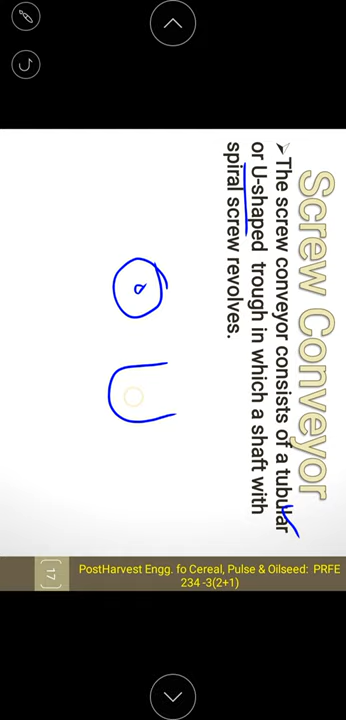 Screw Conveyor
➢The screw conveyor consists of a tubular
or U-shaped trough in which a shaft with
spiral screw revolves.
PostHarvest Engg. fo Cereal, Pulse & Oilseed: PRFE
234 -3(2+1)
17